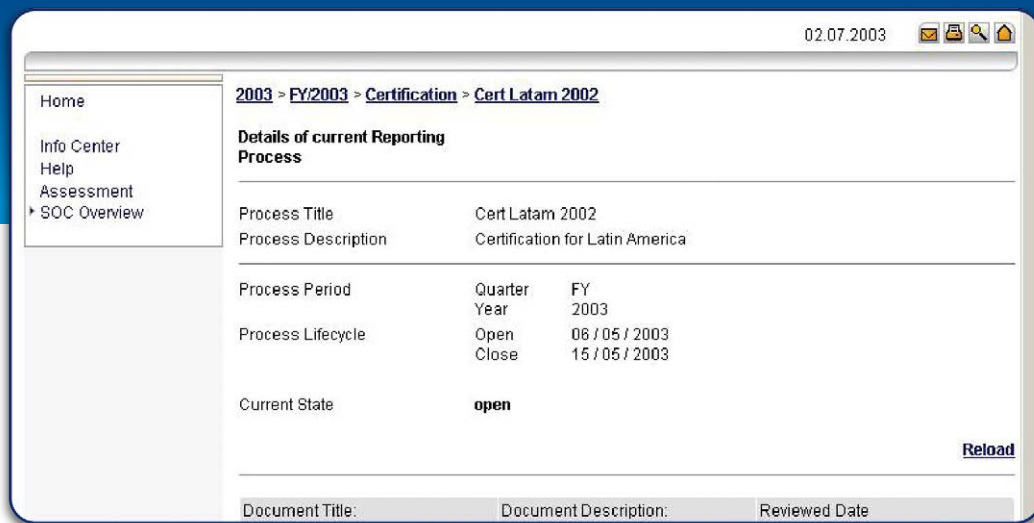 02.07.2003
Home
Info Center
Help
Assessment
SOC Overview
2003 > FY/2003 > Certification > Cert Latam 2002
Details of current Reporting
Process
Process Title Cert Latam 2002
Process Description Certification for Latin America
Process Period Quarter FY
Year 2003
Process Lifecycle Open 06 / 05 / 2003
Close 15 / 05 / 2003
Current State open
Reload
Document Title: Document Description: Reviewed Date